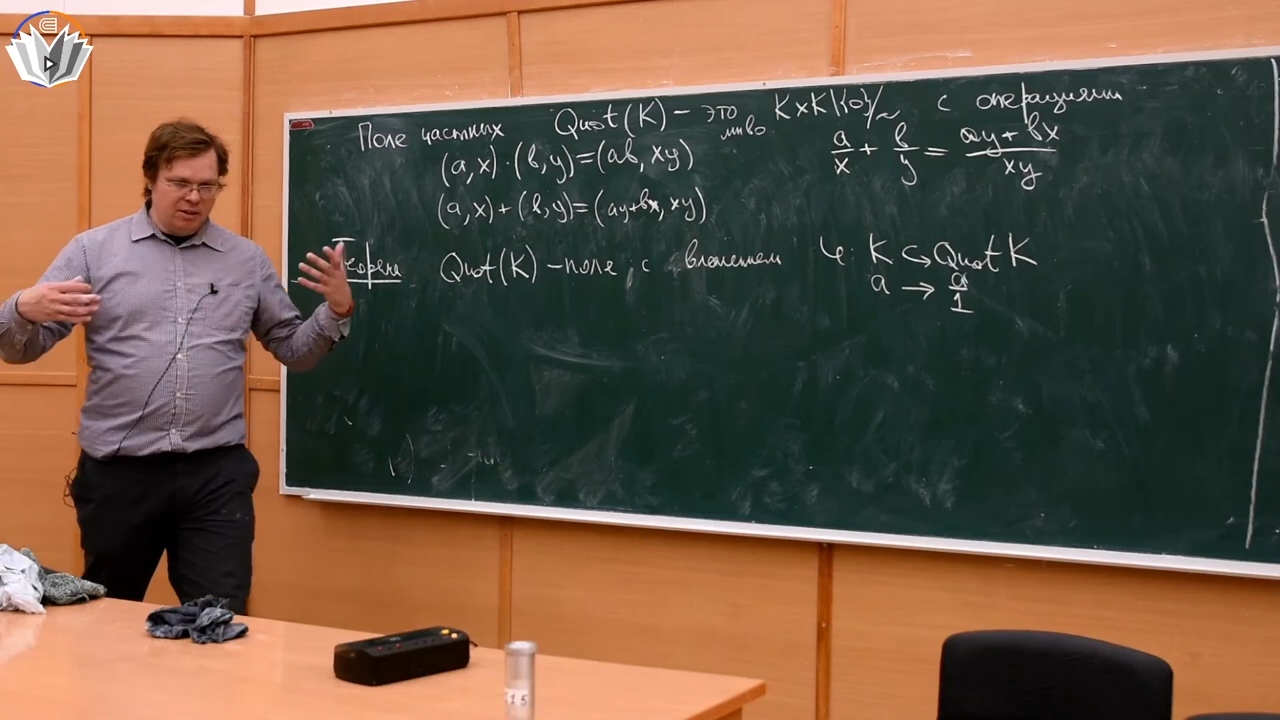 Поле частных Quot(K) – это мн-во K×K\{0}/~ с операциями
(a,x)·(b,y)=(ab,xy)
a/x + b/y = ay+bx/xy
(a,x)+(b,y)=(ay+bx,xy)
Теорема Quot(K) – поле, с вложением φ: K ↪ Quot K
a → a/1
15